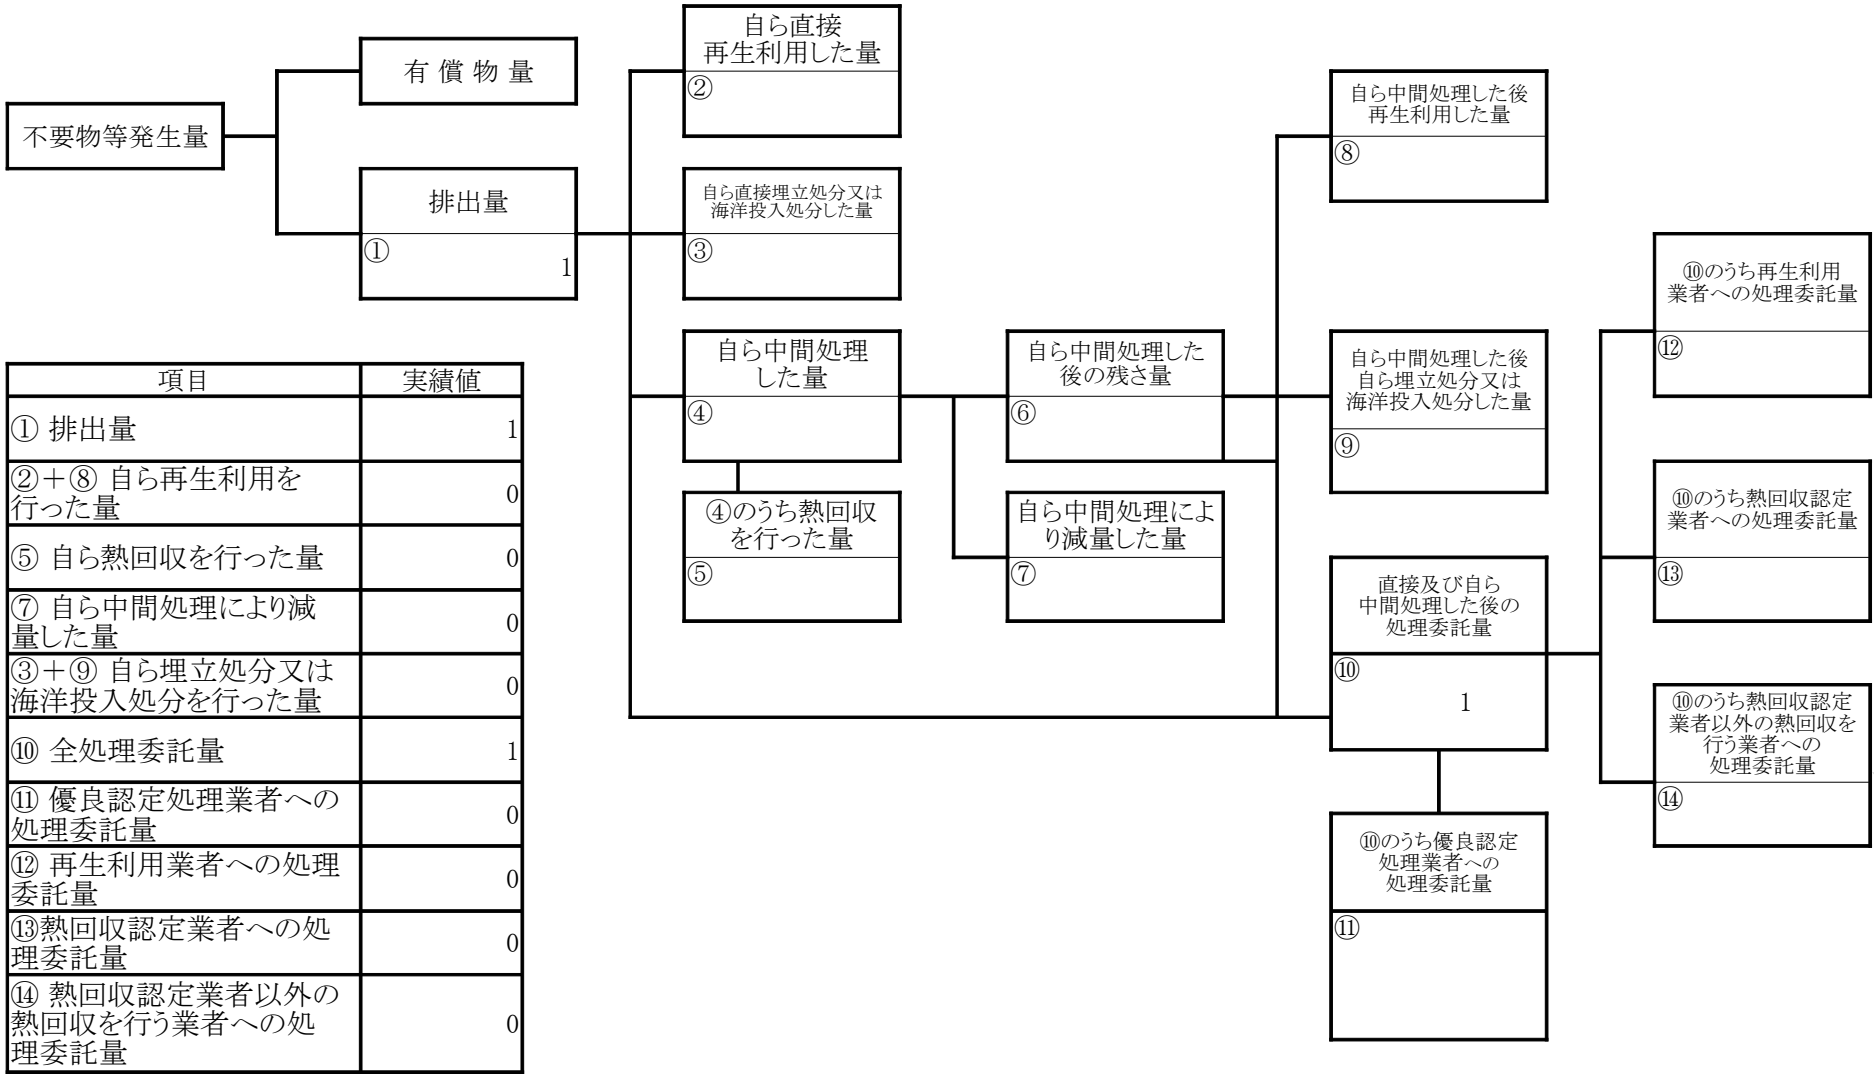 不要物等発生量
有償物量
排出量
①
1
自ら直接
再生利用した量
②
自ら直接埋立処分又は
海洋投入処分した量
③
自ら中間処理
した量
④
④のうち熱回収
を行った量
⑤
自ら中間処理した
後の残さ量
⑥
自ら中間処理によ
り減量した量
⑦
自ら中間処理した後
再生利用した量
⑧
自ら中間処理した後
自ら埋立処分又は
海洋投入処分した量
⑨
直接及び自ら
中間処理した後の
処理委託量
⑩
1
⑩のうち優良認定
処理業者への
処理委託量
⑪
⑩のうち再生利用
業者への処理委託量
⑫
⑩のうち熱回収認定
業者への処理委託量
⑬
⑩のうち熱回収認定
業者以外の熱回収を
行う業者への
処理委託量
⑭
項目 実績値
① 排出量 1
②＋⑧ 自ら再生利用を
行った量 0
⑤ 自ら熱回収を行った量 0
⑦ 自ら中間処理により減
量した量 0
③＋⑨ 自ら埋立処分又は
海洋投入処分を行った量 0
⑩ 全処理委託量 1
⑪ 優良認定処理業者への
処理委託量 0
⑫ 再生利用業者への処理
委託量 0
⑬熱回収認定業者への処
理委託量 0
⑭ 熱回収認定業者以外の
熱回収を行う業者への処
理委託量 0